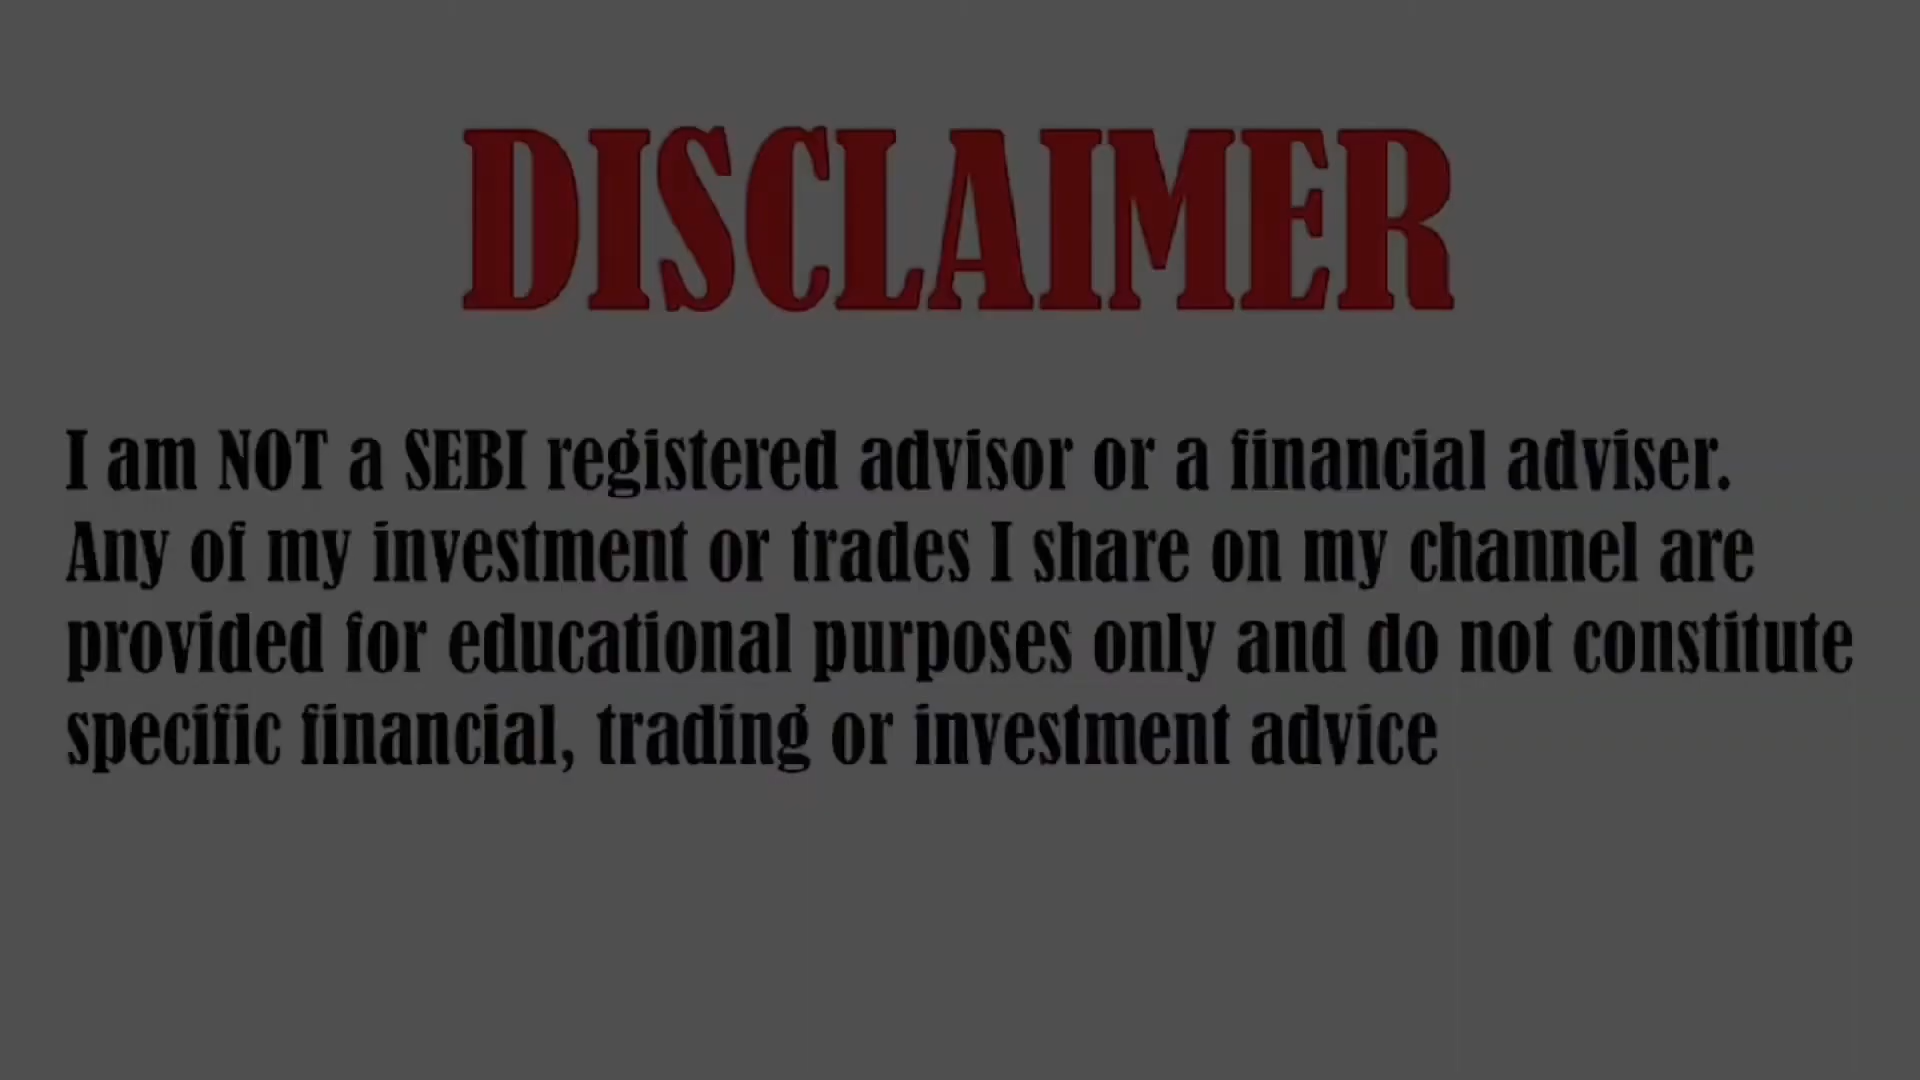 DISCLAIMER
I am NOT a SEBI registered advisor or a financial adviser.
Any of my investment or trades I share on my channel are
provided for educational purposes only and do not constitute
specific financial, trading or investment advice